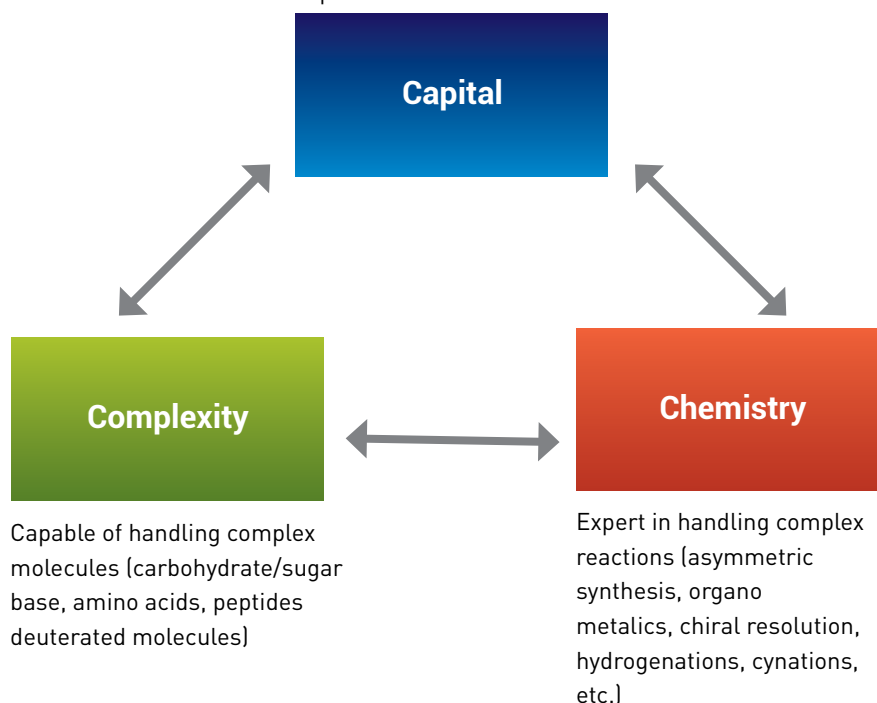 Capital
Complexity
Chemistry
Capable of handling complex
molecules (carbohydrate/sugar
base, amino acids, peptides
deuterated molecules)
Expert in handling complex
reactions (asymmetric
synthesis, organo
metalics, chiral resolution,
hydrogenations, cynations,
etc.)